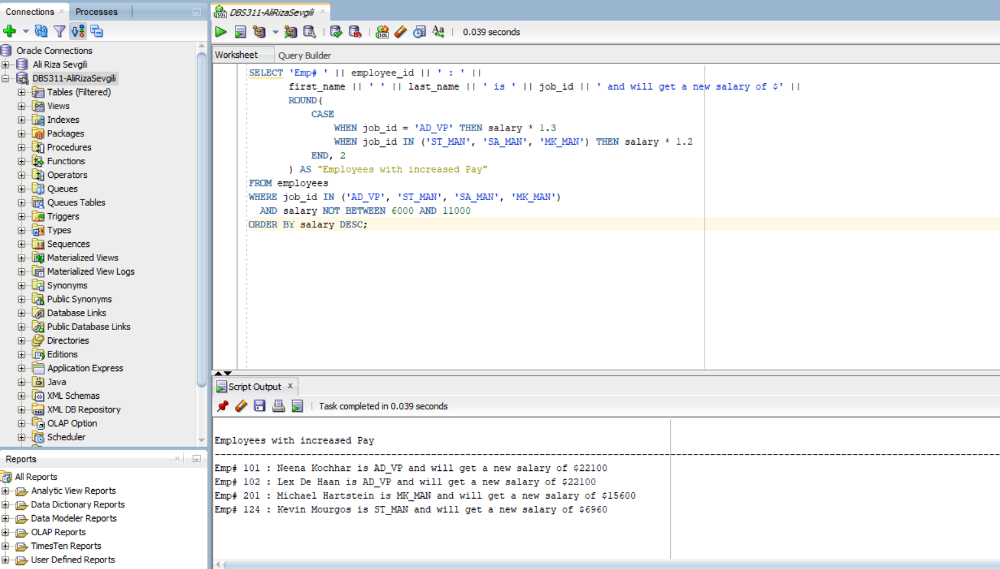 Connections
Processes
Oracle Connections
Ali Riza Sevgili
DBS311-AliRizaSevgili
Tables (Filtered)
Views
Indexes
Packages
Procedures
Functions
Operators
Queues
Queues Tables
Triggers
Types
Sequences
Materialized Views
Materialized View Logs
Synonyms
Public Synonyms
Database Links
Public Database Links
Directories
Editions
Application Express
Java
XML Schemas
XML DB Repository
OLAP Option
Scheduler
Reports
All Reports
Analytic View Reports
Data Dictionary Reports
Data Modeler Reports
OLAP Reports
TimesTen Reports
User Defined Reports
DBS311-AliRizaSevgili
0.039 seconds
Worksheet
Query Builder
SELECT 'Emp# ' || employee_id || ' : ' ||
first_name || ' ' || last_name || ' is ' || job_id || ' and will get a new salary of $' ||
ROUND(
CASE
WHEN job_id = 'AD_VP' THEN salary * 1.3
WHEN job_id IN ('ST_MAN', 'SA_MAN', 'MK_MAN') THEN salary * 1.2
END, 2
) AS "Employees with increased Pay"
FROM employees
WHERE job_id IN ('AD_VP', 'ST_MAN', 'SA_MAN', 'MK_MAN')
AND salary NOT BETWEEN 6000 AND 11000
ORDER BY salary DESC;
Script Output
Task completed in 0.039 seconds
Employees with increased Pay
Emp# 101 : Neena Kochhar is AD_VP and will get a new salary of $22100
Emp# 102 : Lex De Haan is AD_VP and will get a new salary of $22100
Emp# 201 : Michael Hartstein is MK_MAN and will get a new salary of $15600
Emp# 124 : Kevin Mourgos is ST_MAN and will get a new salary of $6960